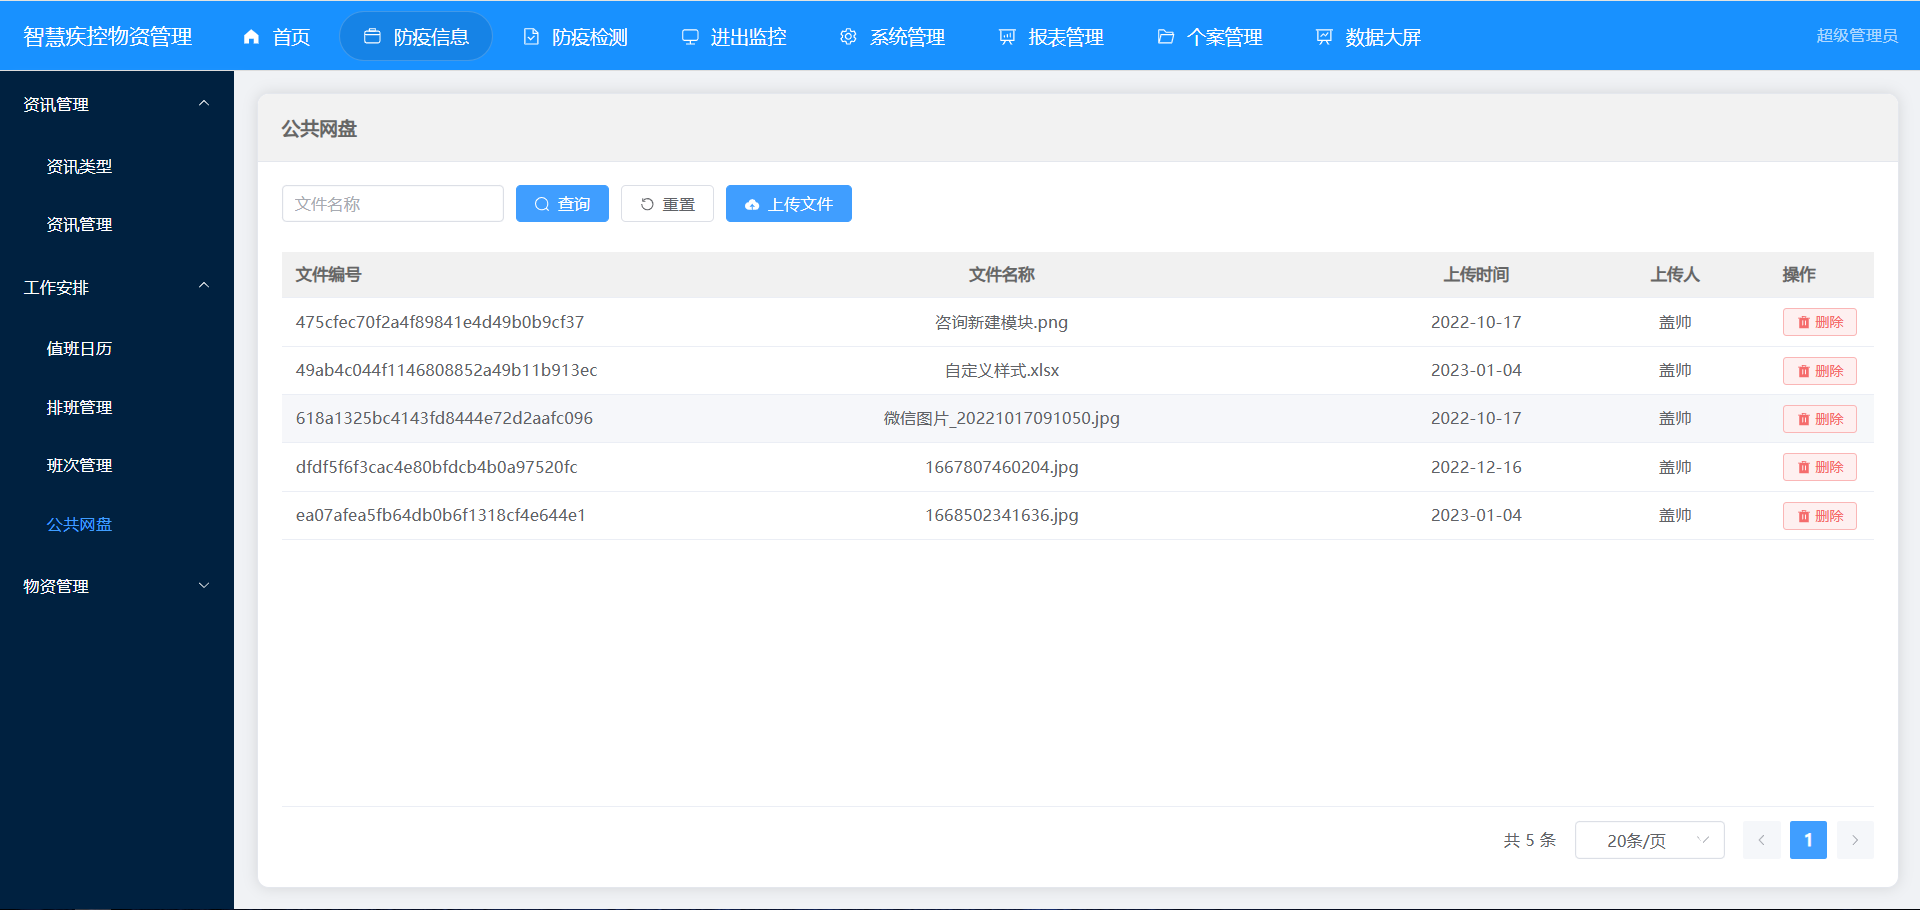 智慧疾控物资管理 首页 防疫信息 防疫检测 进出监控 系统管理 报表管理 个案管理 数据大屏 超级管理员
资讯管理
资讯类型
资讯管理
工作安排
值班日历
排班管理
班次管理
公共网盘
物资管理
公共网盘
文件名称 查询 重置 上传文件
文件编号 文件名称 上传时间 上传人 操作
475cfec70f2a4f89841e4d49b0b9cf37 咨询新建模块.png 2022-10-17 盖帅 删除
49ab4c044f1146808852a49b11b913ec 自定义样式.xlsx 2023-01-04 盖帅 删除
618a1325bc4143fd8444e72d2aafc096 微信图片_20221017091050.jpg 2022-10-17 盖帅 删除
dfdf5f6f3cac4e80bfdcb4b0a97520fc 1667807460204.jpg 2022-12-16 盖帅 删除
ea07afea5fb64db0b6f1318cf4e644e1 1668502341636.jpg 2023-01-04 盖帅 删除
共 5 条 20条/页 1